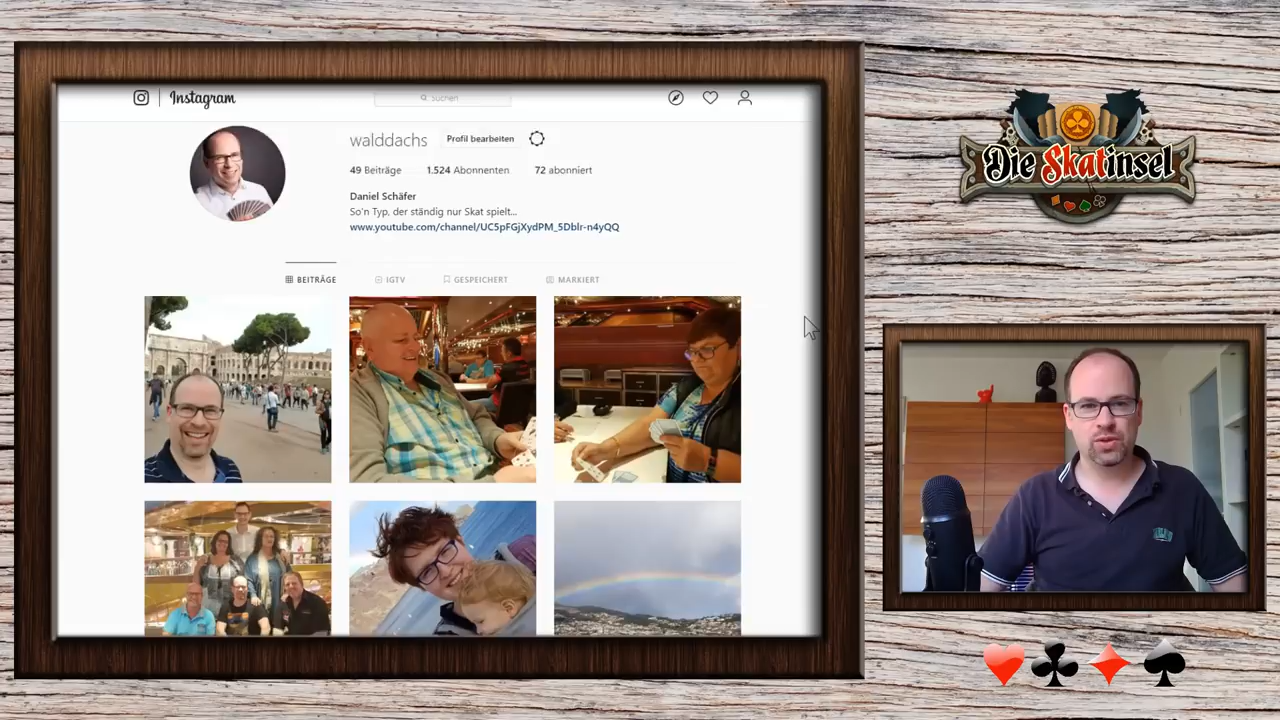 Instagram
Suchen
walddachs
Profil bearbeiten
49 Beiträge 1.524 Abonnenten 72 abonniert
Daniel Schäfer
So'n Typ, der ständig nur Skat spielt...
www.youtube.com/channel/UC5pFGjXydPM_5Dblr-n4yQQ
BEITRÄGE IGTV GESPEICHERT MARKIERT
Die Skatinsel